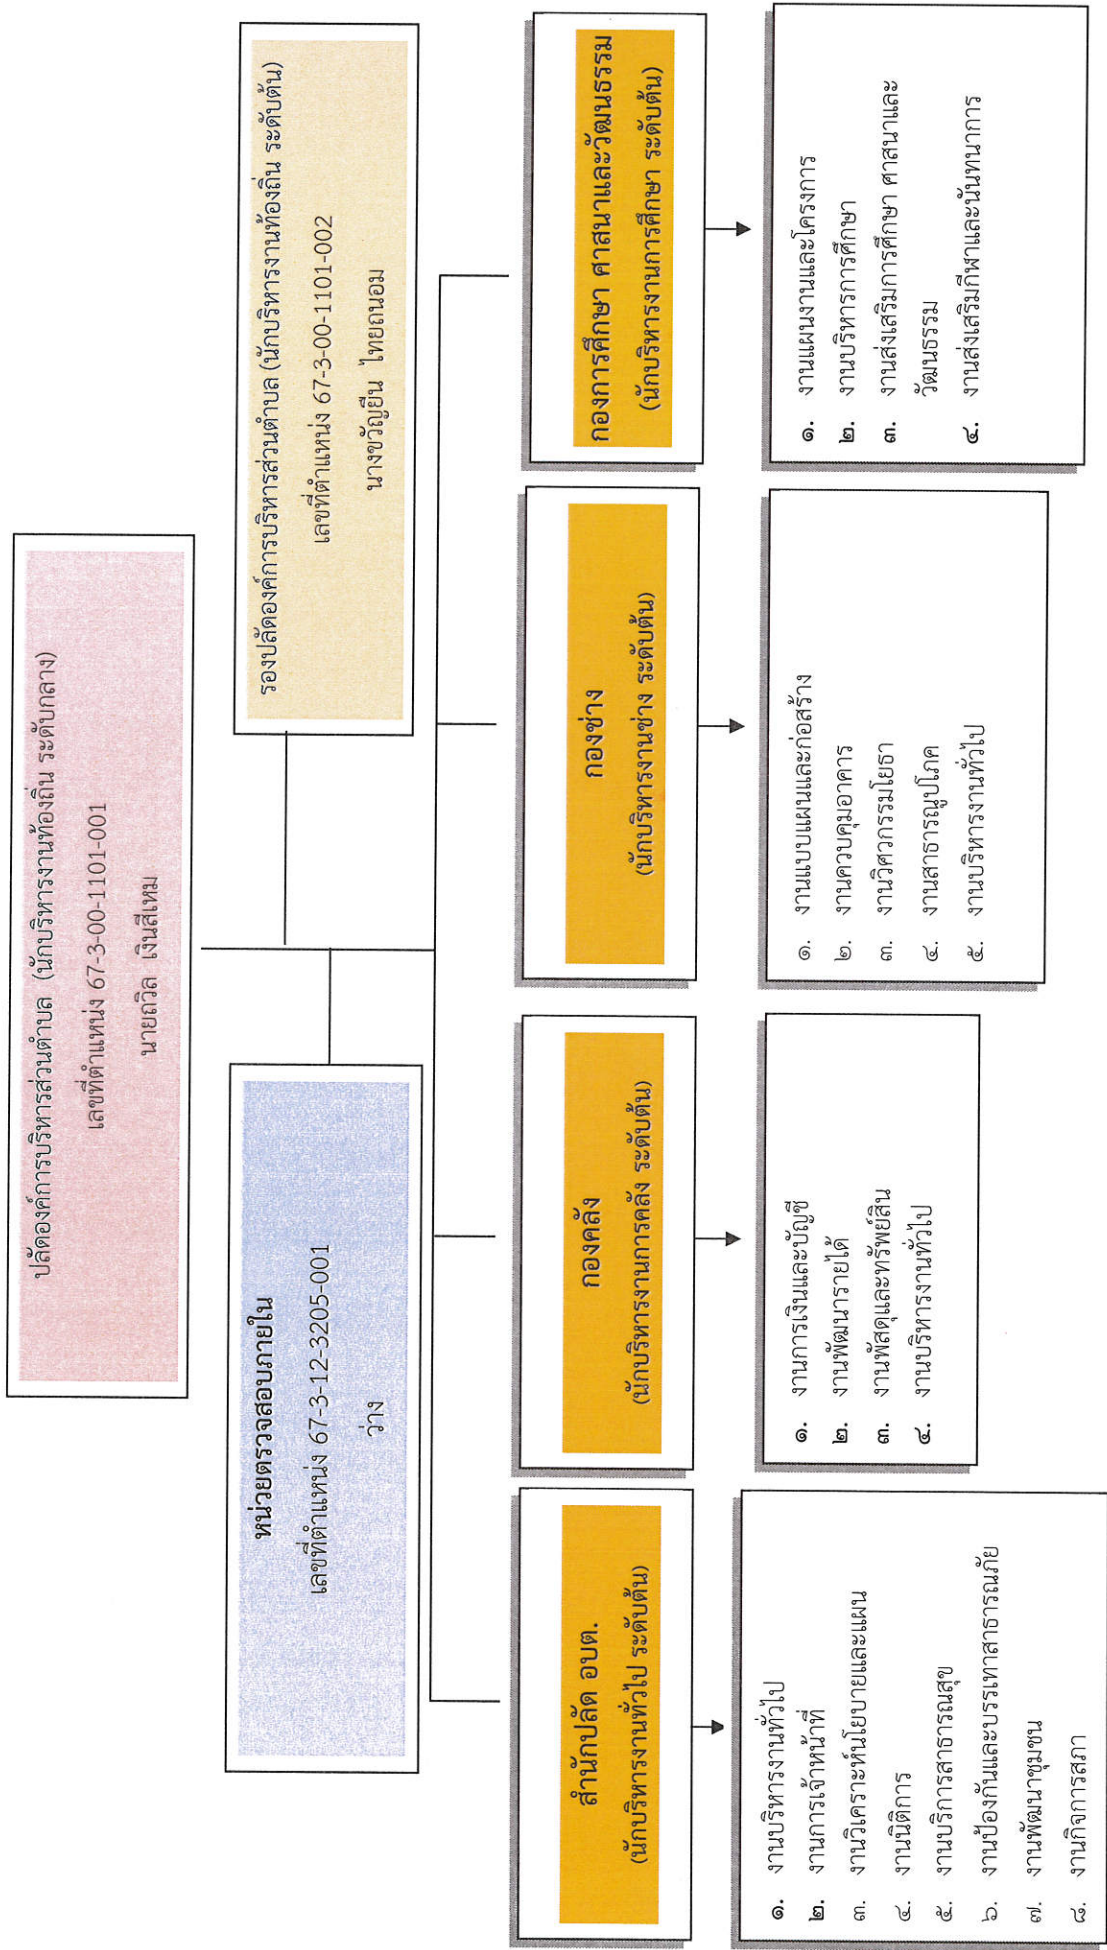 ปลัดองค์การบริหารส่วนตำบล (นักบริหารงานท้องถิ่น ระดับกลาง)
เลขที่ตำแหน่ง 67-3-00-1101-001
นายถวิล เงินสีเหม
รองปลัดองค์การบริหารส่วนตำบล (นักบริหารงานท้องถิ่น ระดับต้น)
เลขที่ตำแหน่ง 67-3-00-1101-002
นางขวัญยืน ไทยถนอม
หน่วยตรวจสอบภายใน
เลขที่ตำแหน่ง 67-3-12-3205-001
ว่าง
สำนักปลัด อบต.
(นักบริหารงานทั่วไป ระดับต้น)
๑. งานบริหารงานทั่วไป
๒. งานการเจ้าหน้าที่
๓. งานวิเคราะห์นโยบายและแผน
๔. งานนิติการ
๕. งานบริการสาธารณสุข
๖. งานป้องกันและบรรเทาสาธารณภัย
๗. งานพัฒนาชุมชน
๘. งานกิจการสภา
กองคลัง
(นักบริหารงานการคลัง ระดับต้น)
๑. งานการเงินและบัญชี
๒. งานพัฒนารายได้
๓. งานพัสดุและทรัพย์สิน
๔. งานบริหารงานทั่วไป
กองช่าง
(นักบริหารงานช่าง ระดับต้น)
๑. งานแบบแผนและก่อสร้าง
๒. งานควบคุมอาคาร
๓. งานวิศวกรรมโยธา
๔. งานสาธารณูปโภค
๕. งานบริหารงานทั่วไป
กองการศึกษา ศาสนาและวัฒนธรรม
(นักบริหารงานการศึกษา ระดับต้น)
๑. งานแผนงานและโครงการ
๒. งานบริหารการศึกษา
๓. งานส่งเสริมการศึกษา ศาสนาและ
วัฒนธรรม
๔. งานส่งเสริมกีฬาและนันทนาการ